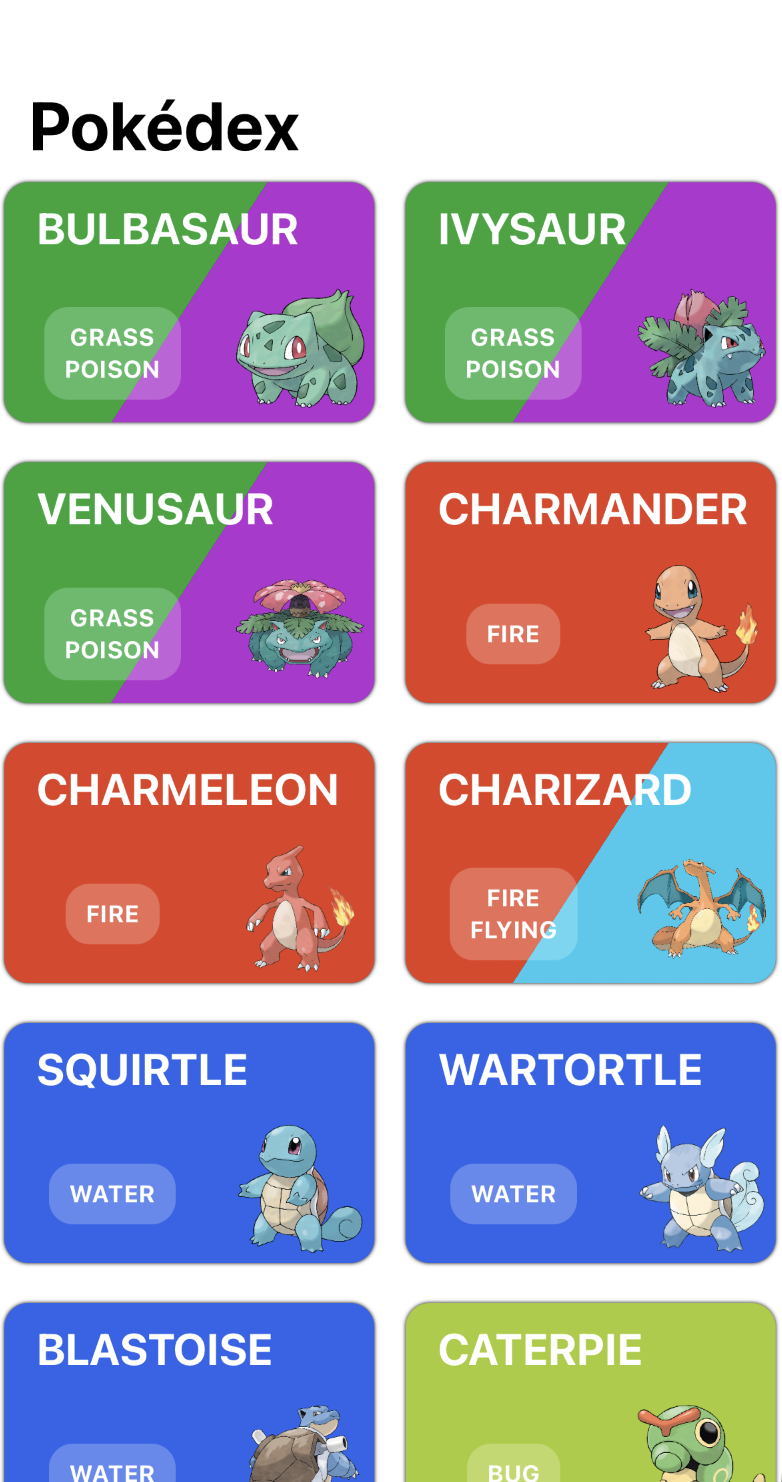 Pokédex
BULBASAUR
GRASS
POISON
IVYSAUR
GRASS
POISON
VENUSAUR
GRASS
POISON
CHARMANDER
FIRE
CHARMELEON
FIRE
CHARIZARD
FIRE
FLYING
SQUIRTLE
WATER
WARTORTLE
WATER
BLASTOISE
WATER
CATERPIE
BUG